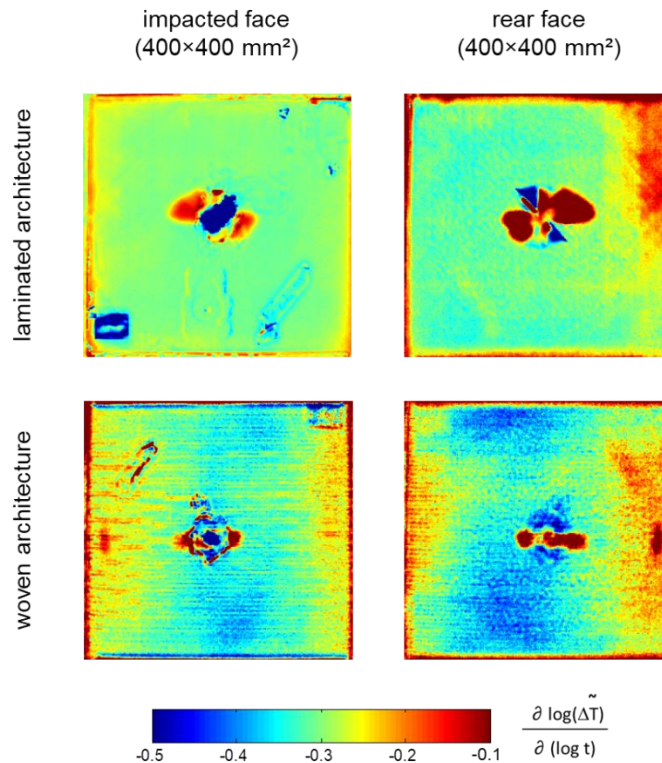 impacted face
(400×400 mm²)
rear face
(400×400 mm²)
laminated architecture
woven architecture
-0.5 -0.4 -0.3 -0.2 -0.1
∂ log(ΔT̃)
∂ (log t)